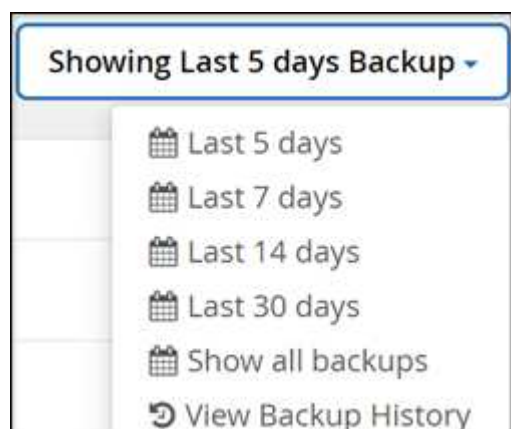 Showing Last 5 days Backup
Last 5 days
Last 7 days
Last 14 days
Last 30 days
Show all backups
View Backup History